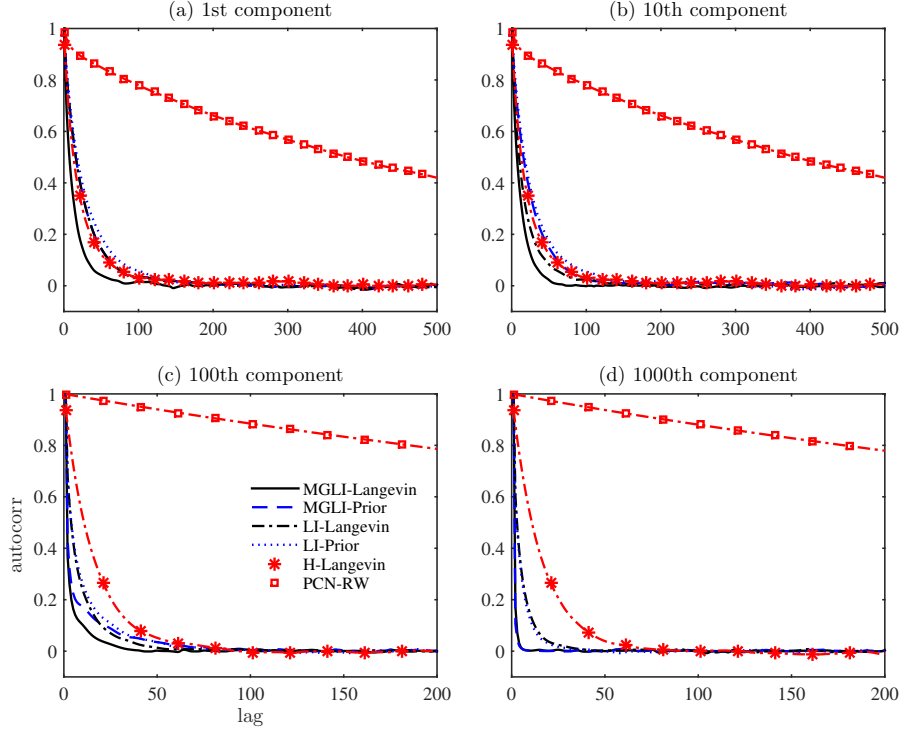 (a) 1st component
(b) 10th component
1
0.8
0.6
0.4
0.2
0
0 100 200 300 400 500
1
0.8
0.6
0.4
0.2
0
0 100 200 300 400 500
(c) 100th component
(d) 1000th component
autocorr
1
0.8
0.6
0.4
0.2
0
MGLI-Langevin
MGLI-Prior
LI-Langevin
LI-Prior
H-Langevin
PCN-RW
0 50 100 150 200
lag
1
0.8
0.6
0.4
0.2
0
0 50 100 150 200